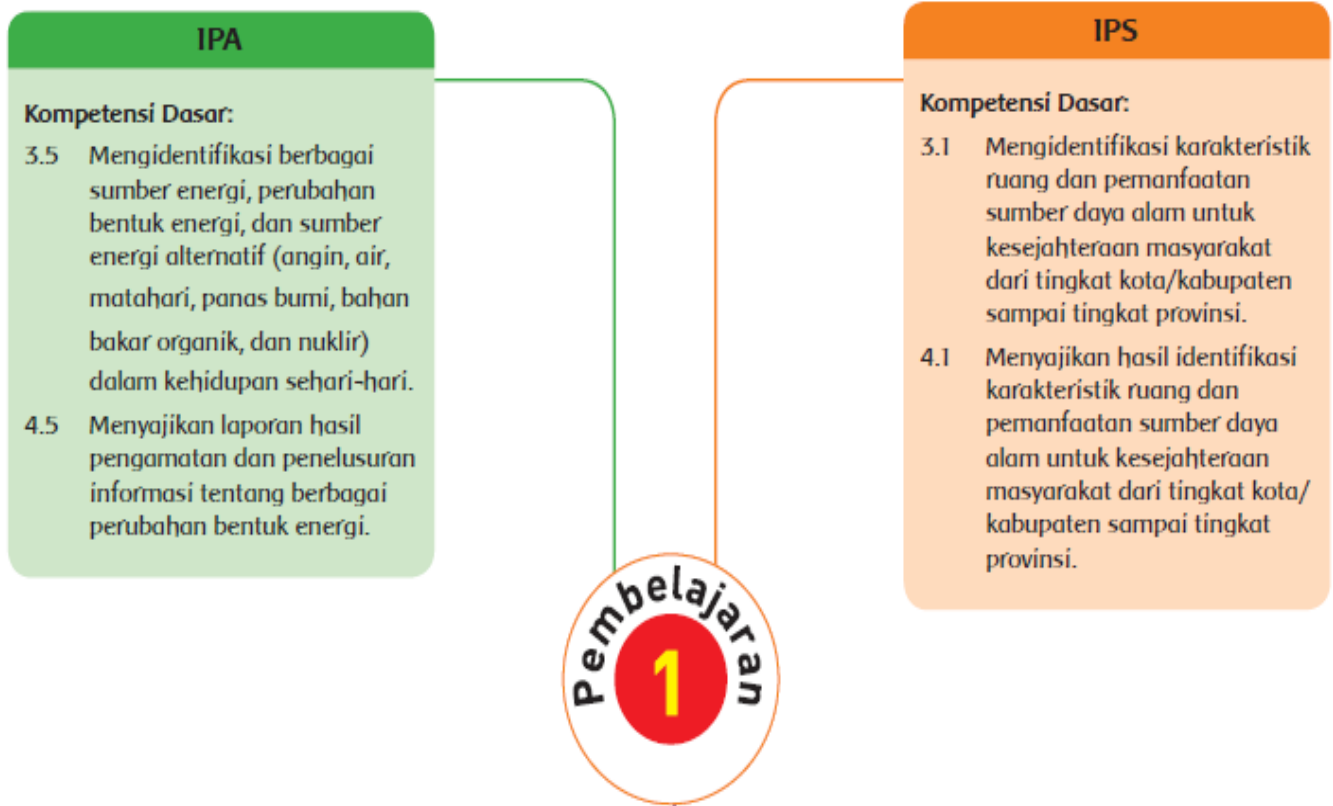 IPA
Kompetensi Dasar:
3.5 Mengidentifikasi berbagai
sumber energi, perubahan
bentuk energi, dan sumber
energi alternatif (angin, air,
matahari, panas bumi, bahan
bakar organik, dan nuklir)
dalam kehidupan sehari-hari.
4.5 Menyajikan laporan hasil
pengamatan dan penelusuran
informasi tentang berbagai
perubahan bentuk energi.
IPS
Kompetensi Dasar:
3.1 Mengidentifikasi karakteristik
ruang dan pemanfaatan
sumber daya alam untuk
kesejahteraan masyarakat
dari tingkat kota/kabupaten
sampai tingkat provinsi.
4.1 Menyajikan hasil identifikasi
karakteristik ruang dan
pemanfaatan sumber daya
alam untuk kesejahteraan
masyarakat dari tingkat kota/
kabupaten sampai tingkat
provinsi.
Pembelajaran
1